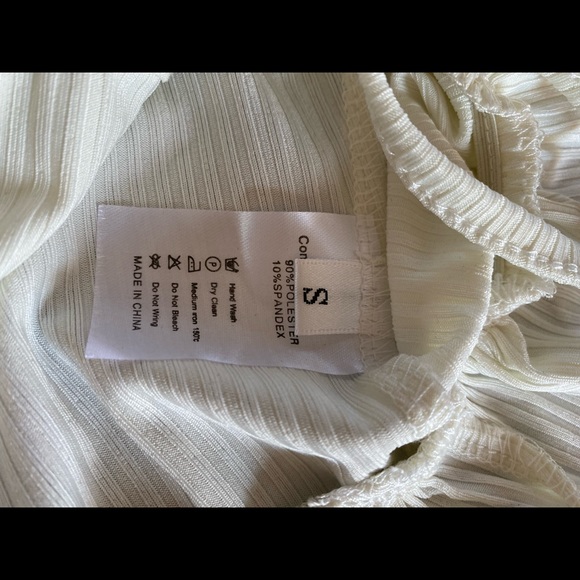 S
90%POLESTER
10%SPANDEX
Hand Wash
Dry Clean
Medium iron 150℃
Do Not Bleach
Do Not Wring
MADE IN CHINA